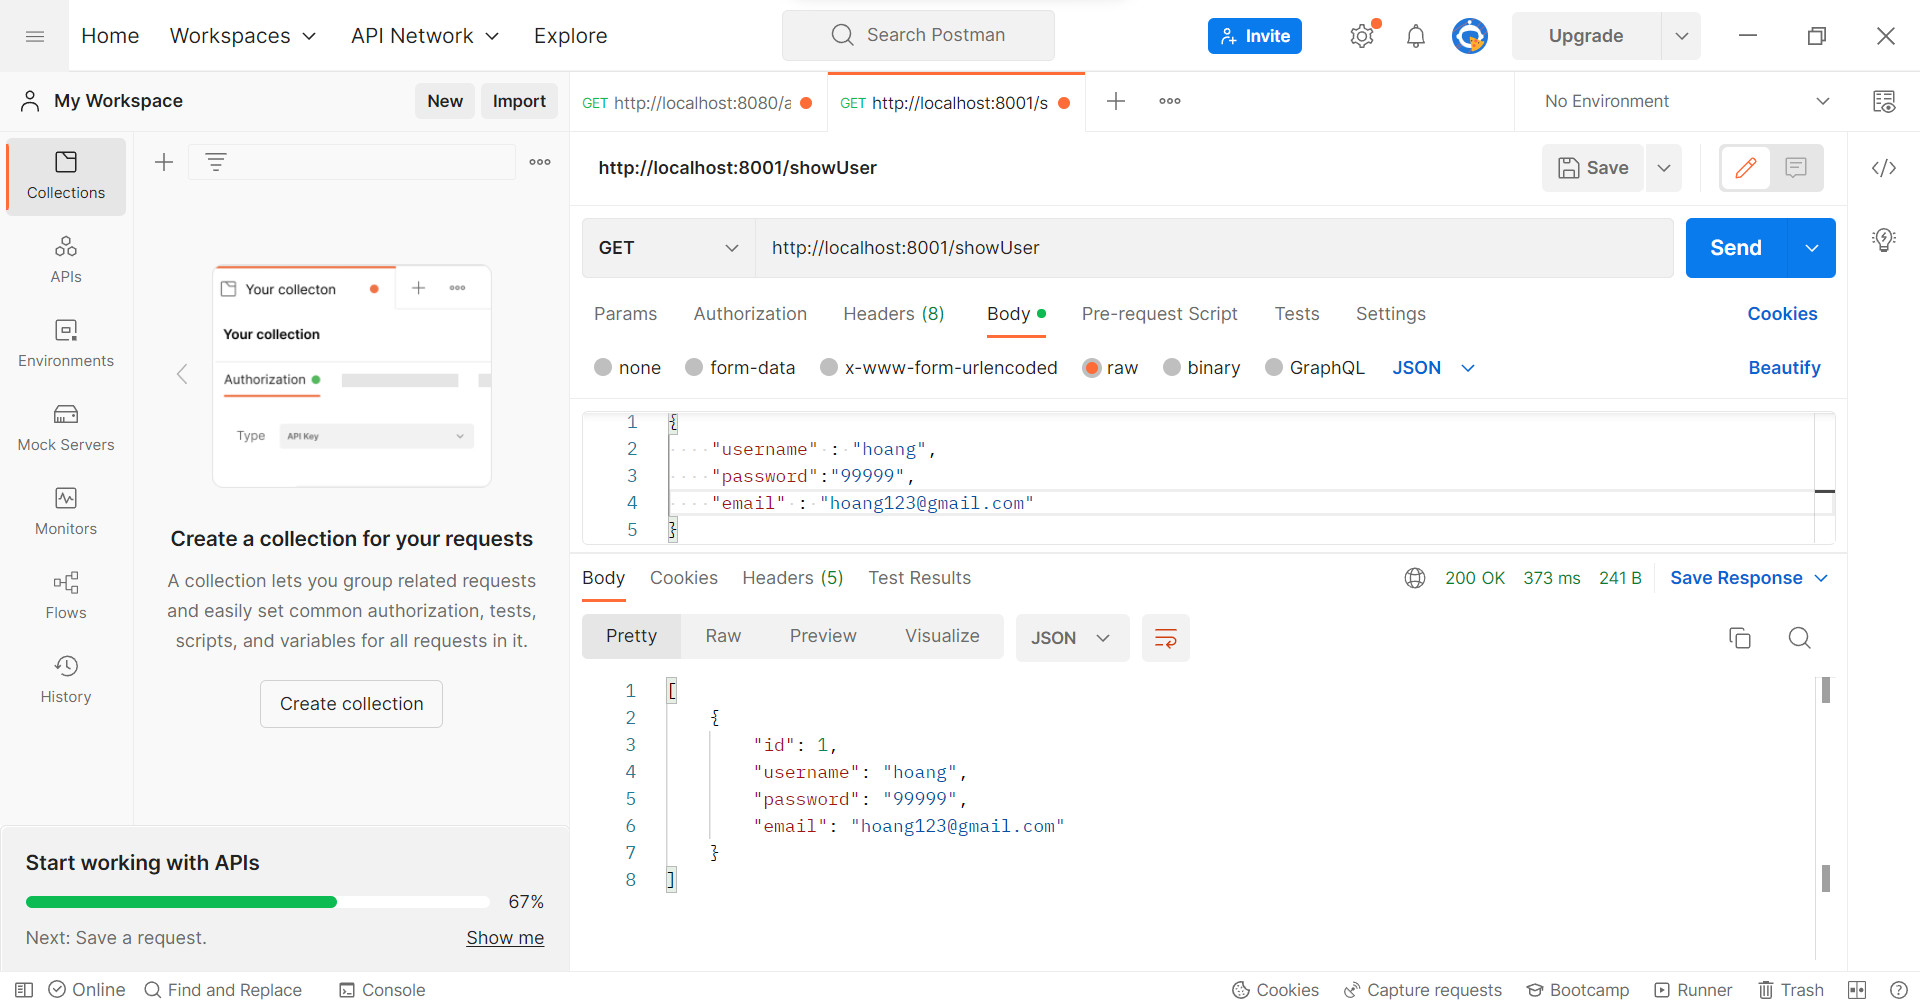 Home Workspaces API Network Explore Search Postman Invite Upgrade
My Workspace New Import GET http://localhost:8080/a GET http://localhost:8001/s No Environment
Collections
APIs
Environments
Mock Servers
Monitors
Flows
History
Your collecton
Your collection
Authorization
Type API Key
Create a collection for your requests
A collection lets you group related requests
and easily set common authorization, tests,
scripts, and variables for all requests in it.
Create collection
Start working with APIs
67%
Next: Save a request. Show me
http://localhost:8001/showUser Save
GET http://localhost:8001/showUser Send
Params Authorization Headers (8) Body Pre-request Script Tests Settings Cookies
none form-data x-www-form-urlencoded raw binary GraphQL JSON Beautify
1 {
2 "username" : "hoang",
3 "password":"99999",
4 "email" : "hoang123@gmail.com"
5 }
Body Cookies Headers (5) Test Results 200 OK 373 ms 241 B Save Response
Pretty Raw Preview Visualize JSON
1 [
2 {
3 "id": 1,
4 "username": "hoang",
5 "password": "99999",
6 "email": "hoang123@gmail.com"
7 }
8 ]
Online Find and Replace Console Cookies Capture requests Bootcamp Runner Trash